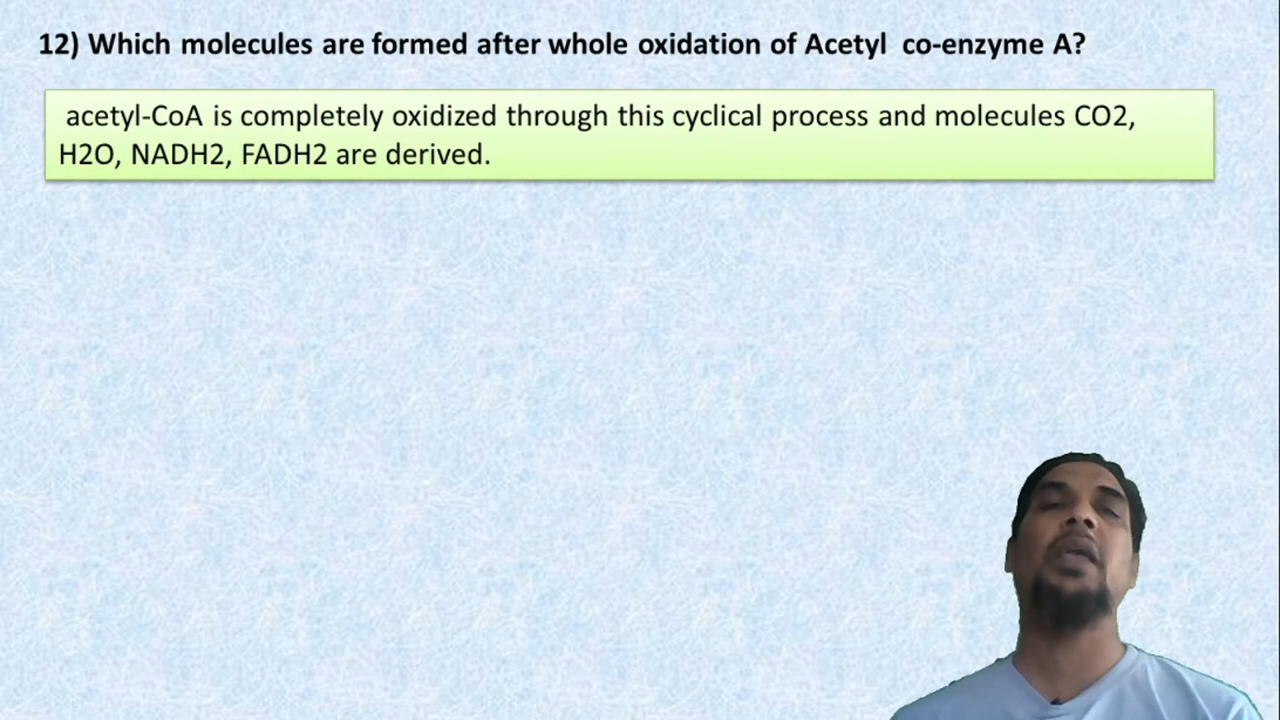 12) Which molecules are formed after whole oxidation of Acetyl co-enzyme A?
acetyl-CoA is completely oxidized through this cyclical process and molecules CO2,
H2O, NADH2, FADH2 are derived.